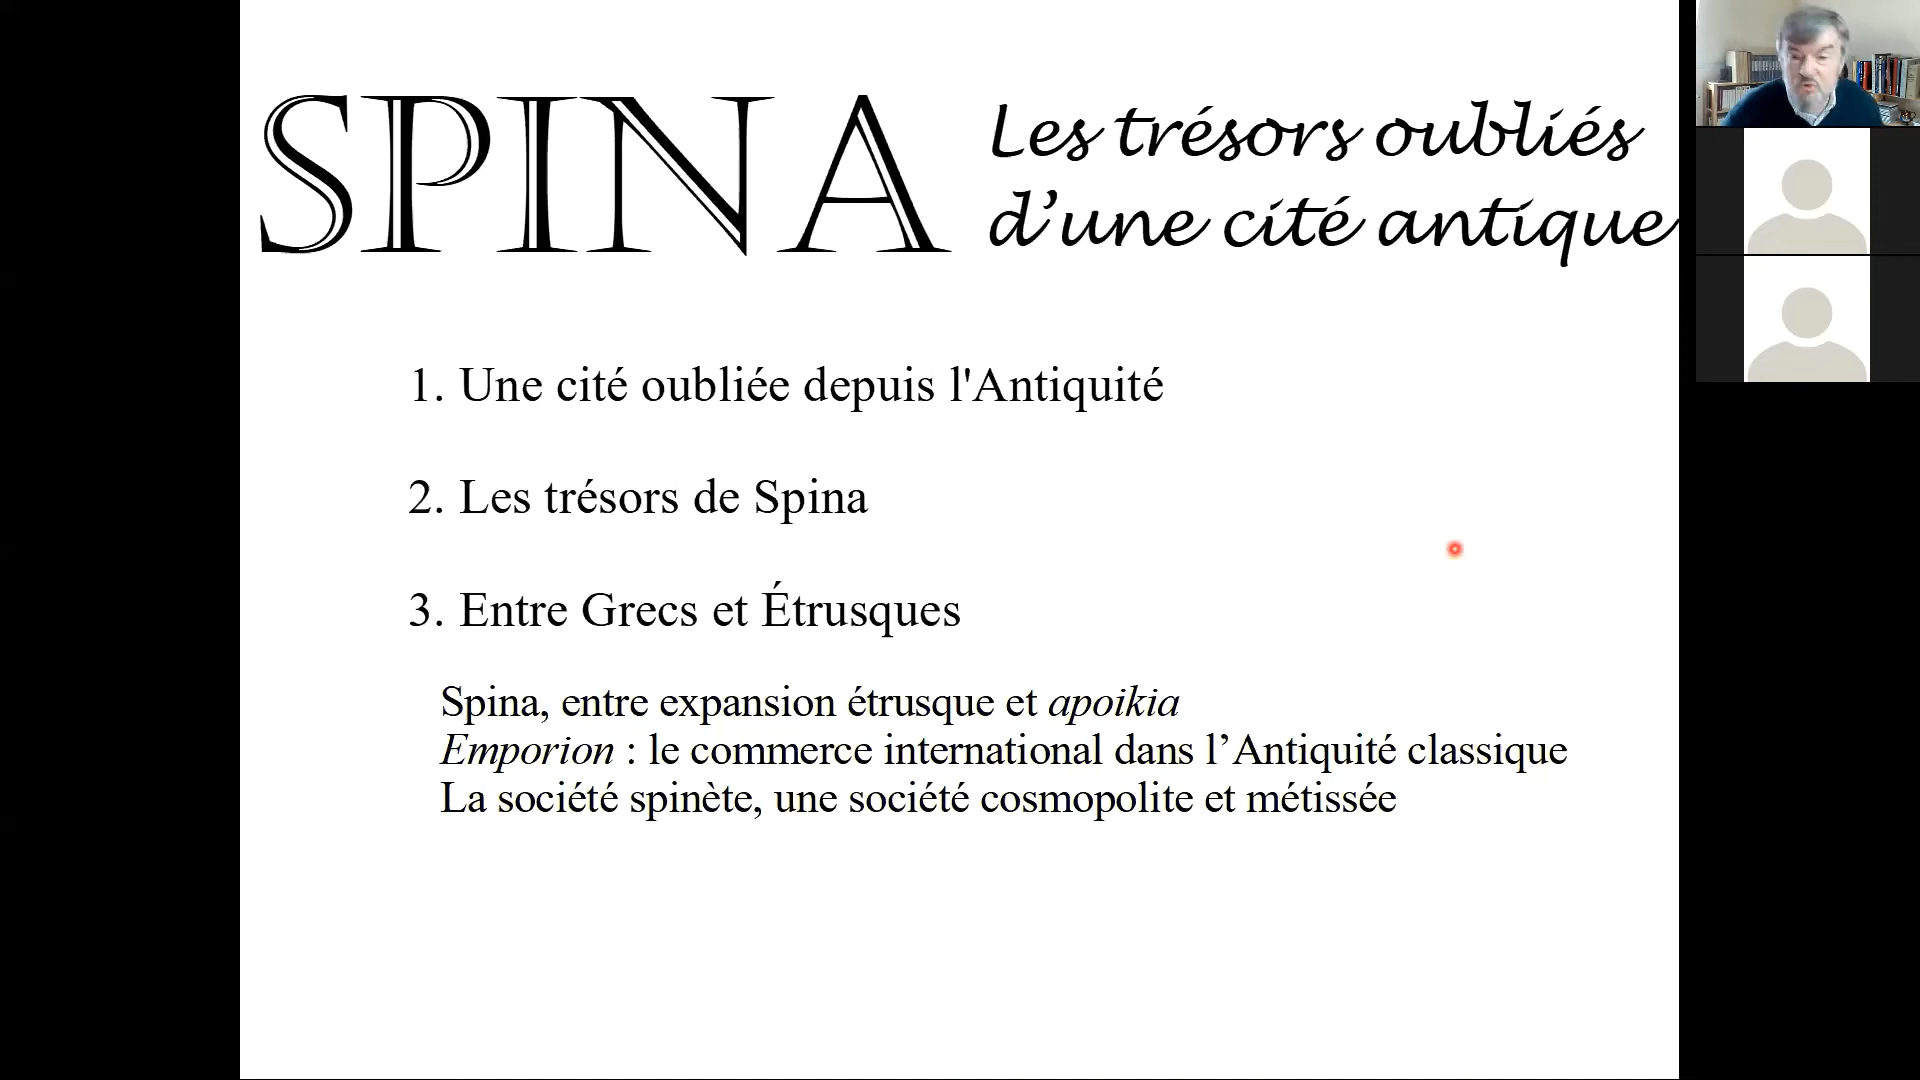 SPINA
Les trésors oubliés
d’une cité antique
1. Une cité oubliée depuis l'Antiquité
2. Les trésors de Spina
3. Entre Grecs et Étrusques
Spina, entre expansion étrusque et apoikia
Emporion : le commerce international dans l’Antiquité classique
La société spinète, une société cosmopolite et métissée